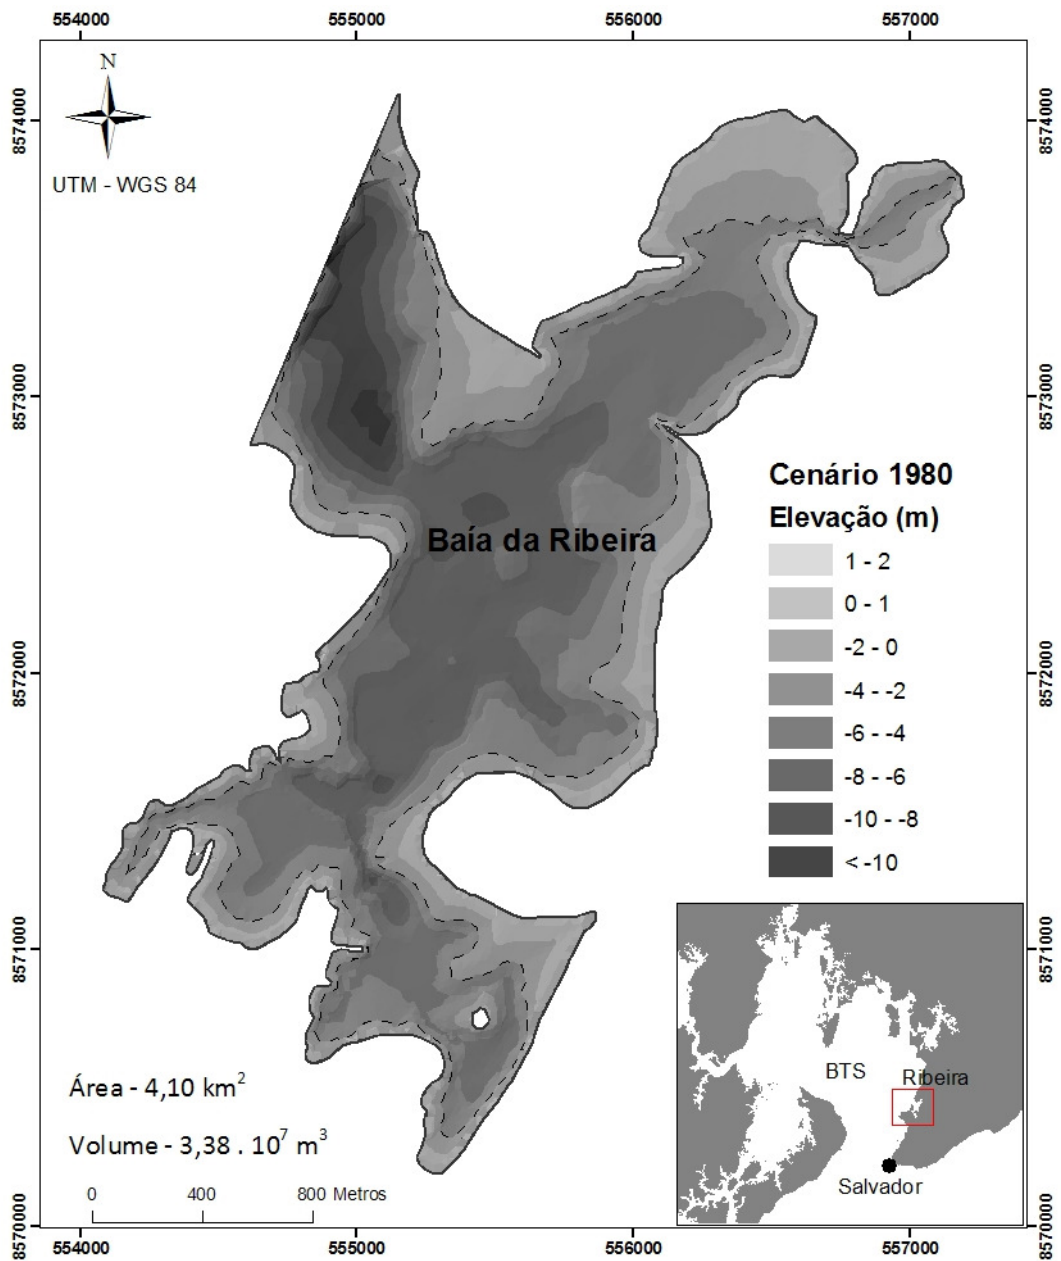 554000
555000
556000
557000
N
UTM - WGS 84
8574000
8574000
8573000
8573000
Cenário 1980
Elevação (m)
1 - 2
0 - 1
-2 - 0
-4 - -2
-6 - -4
-8 - -6
-10 - -8
< -10
Baía da Ribeira
8572000
8572000
8571000
8571000
BTS
Ribeira
Salvador
Área - 4,10 km²
Volume - 3,38 . 10⁷ m³
0 400 800 Metros
8570000
8570000
554000
555000
556000
557000